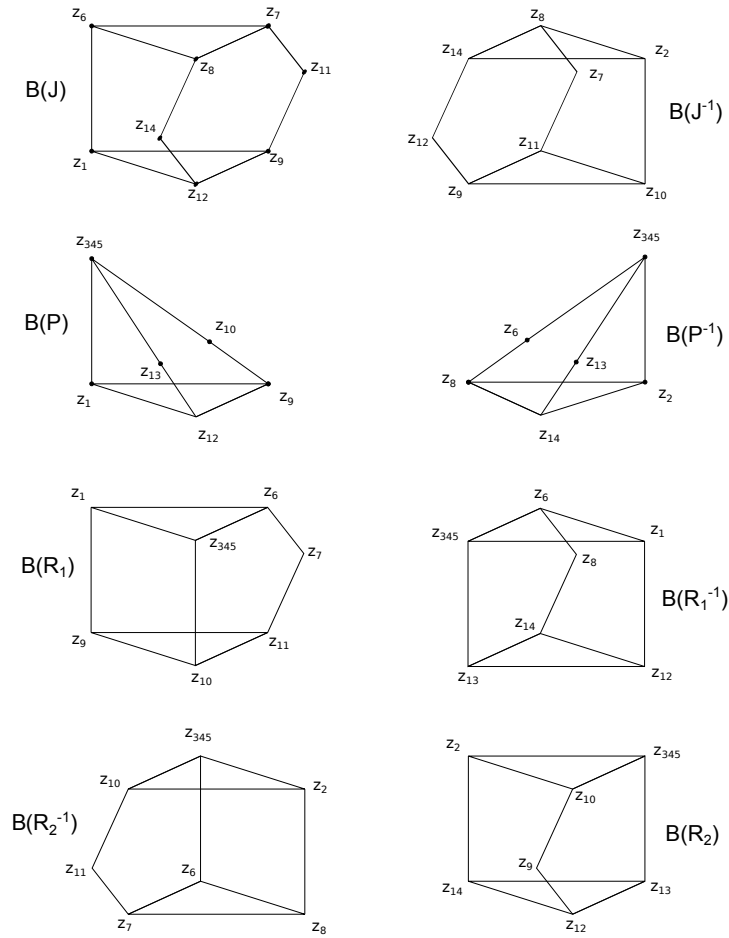 z6 z7 z8
z8 z11 z14 z2
B(J) z7 B(J-1)
z14 z12 z11
z1 z9
z12 z9 z10
z345 z345
B(P) z10 z6 B(P-1)
z13 z8 z13
z1 z9 z2
z12 z14
z1 z6 z6
z345 z345 z1
z7 z8
B(R1) B(R1-1)
z9 z11 z14
z10 z13 z12
z345 z2 z345
z10 z2 z10
B(R2-1) B(R2)
z11 z6 z9
z14 z13
z7 z8 z12